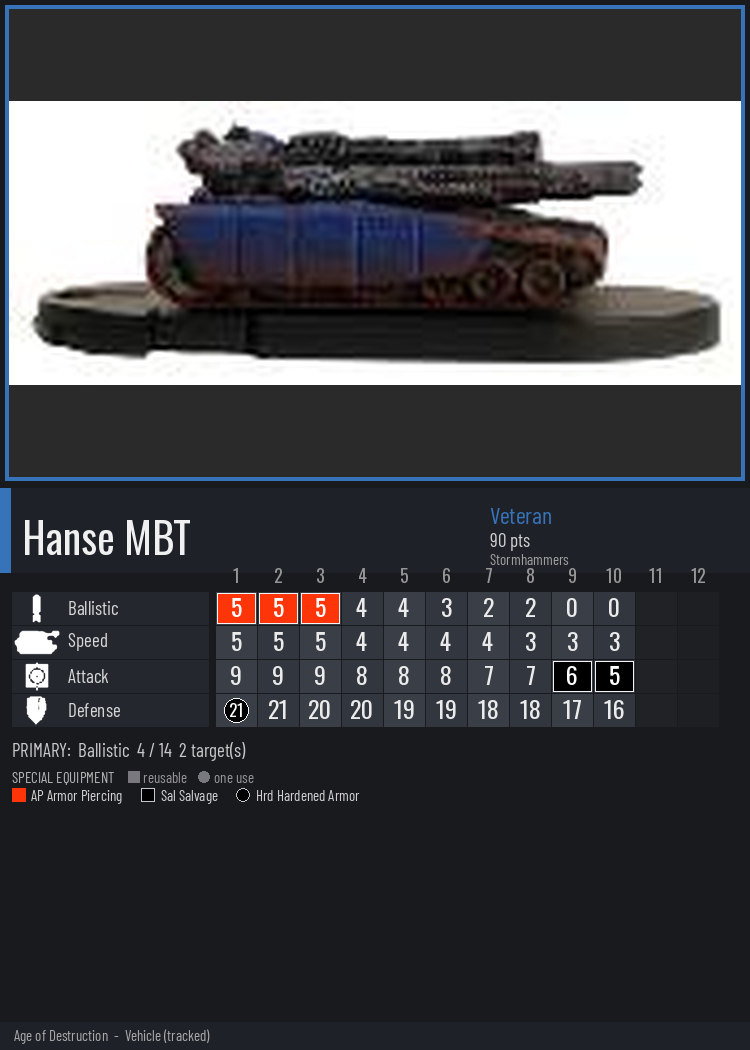 Hanse MBT
Veteran
90 pts
Stormhammers
1 2 3 4 5 6 7 8 9 10 11 12
Ballistic 5 5 5 4 4 3 2 2 0 0
Speed 5 5 5 4 4 4 4 3 3 3
Attack 9 9 9 8 8 8 7 7 6 5
Defense 21 21 20 20 19 19 18 18 17 16
PRIMARY: Ballistic 4 / 14 2 target(s)
SPECIAL EQUIPMENT reusable one use
AP Armor Piercing Sal Salvage Hrd Hardened Armor
Age of Destruction - Vehicle (tracked)